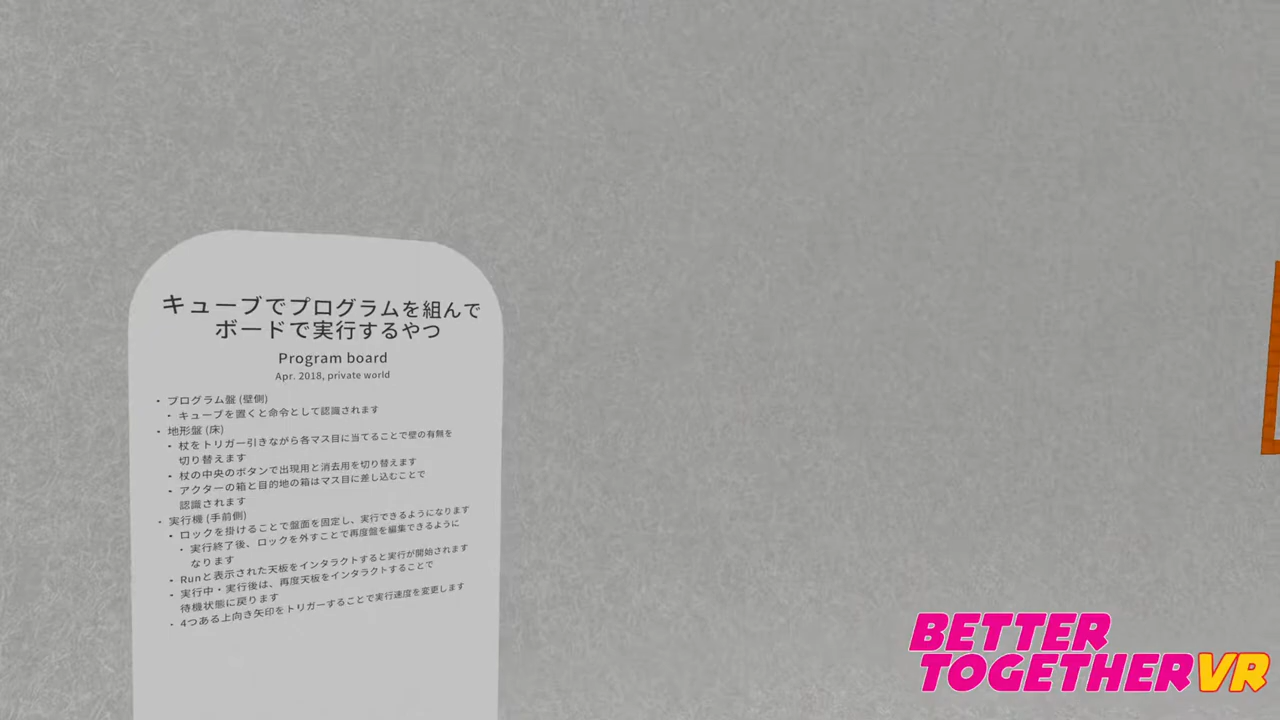 キューブでプログラムを組んで
ボードで実行するやつ
Program board
Apr. 2018, private world
・ プログラム盤 (壁側)
・ キューブを置くと命令として認識されます
・ 地形盤 (床)
・ 杖をトリガー引きながら各マス目に当てることで壁の有無を
切り替えます
・ 杖の中央のボタンで出現用と消去用を切り替えます
・ アクターの箱と目的地の箱はマス目に差し込むことで
認識されます
・ 実行機 (手前側)
・ ロックを掛けることで盤面を固定し、実行できるようになります
・ 実行終了後、ロックを外すことで再度盤を編集できるように
なります
・ Runと表示された天板をインタラクトすると実行が開始されます
・ 実行中・実行後は、再度天板をインタラクトすることで
待機状態に戻ります
・ 4つある上向き矢印をトリガーすることで実行速度を変更します
BETTER
TOGETHER VR